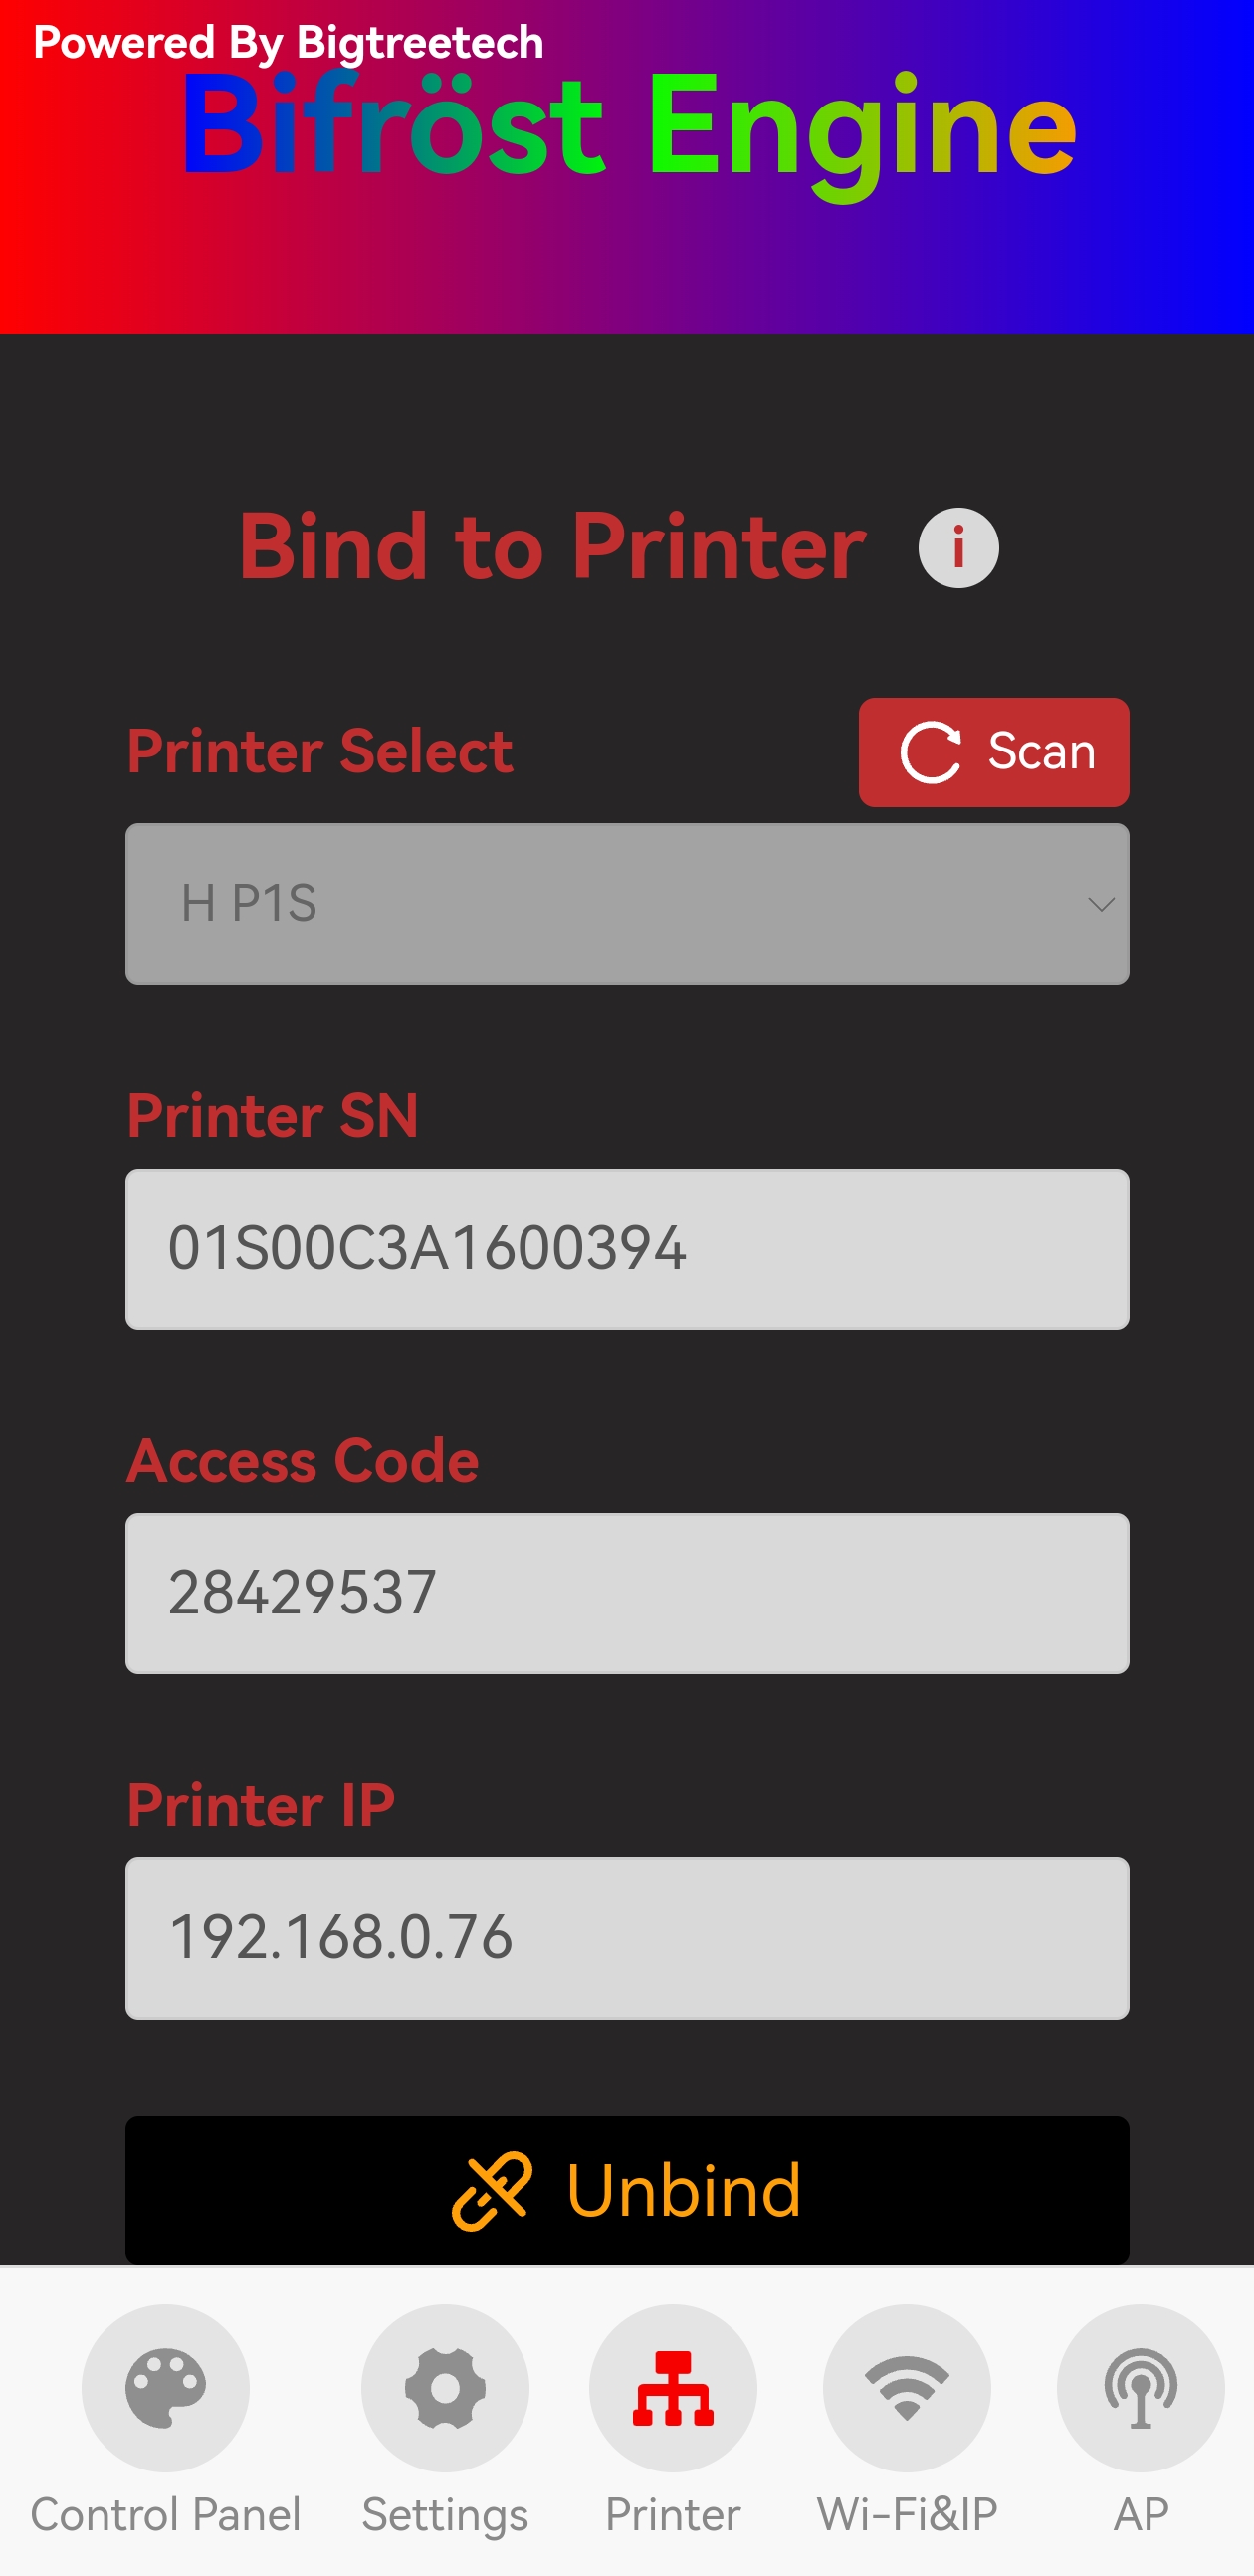 Powered By Bigtreetech
Bifröst Engine
Bind to Printer i
Printer Select
Scan
H P1S
Printer SN
01S00C3A1600394
Access Code
28429537
Printer IP
192.168.0.76
Unbind
Control Panel Settings Printer Wi-Fi&IP AP